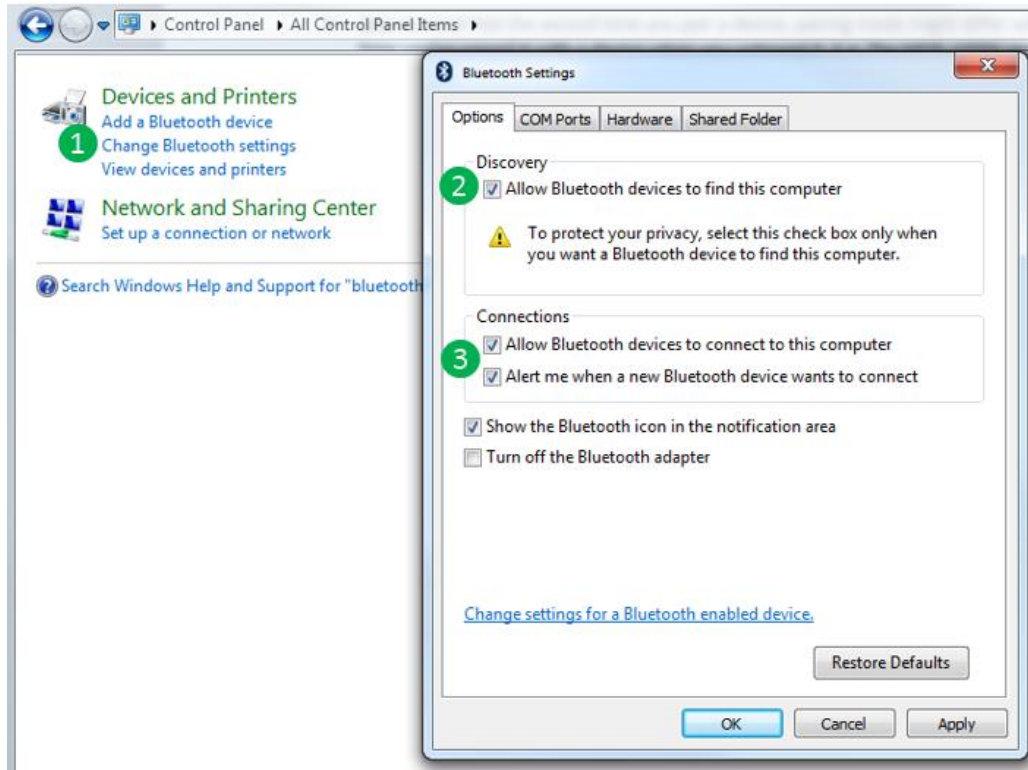 Control Panel All Control Panel Items
Devices and Printers
Add a Bluetooth device
1 Change Bluetooth settings
View devices and printers
Network and Sharing Center
Set up a connection or network
Search Windows Help and Support for "bluetooth
Bluetooth Settings
X
Options COM Ports Hardware Shared Folder
Discovery
2 Allow Bluetooth devices to find this computer
To protect your privacy, select this check box only when
you want a Bluetooth device to find this computer.
Connections
Allow Bluetooth devices to connect to this computer
3
Alert me when a new Bluetooth device wants to connect
Show the Bluetooth icon in the notification area
Turn off the Bluetooth adapter
Change settings for a Bluetooth enabled device.
Restore Defaults
OK Cancel Apply